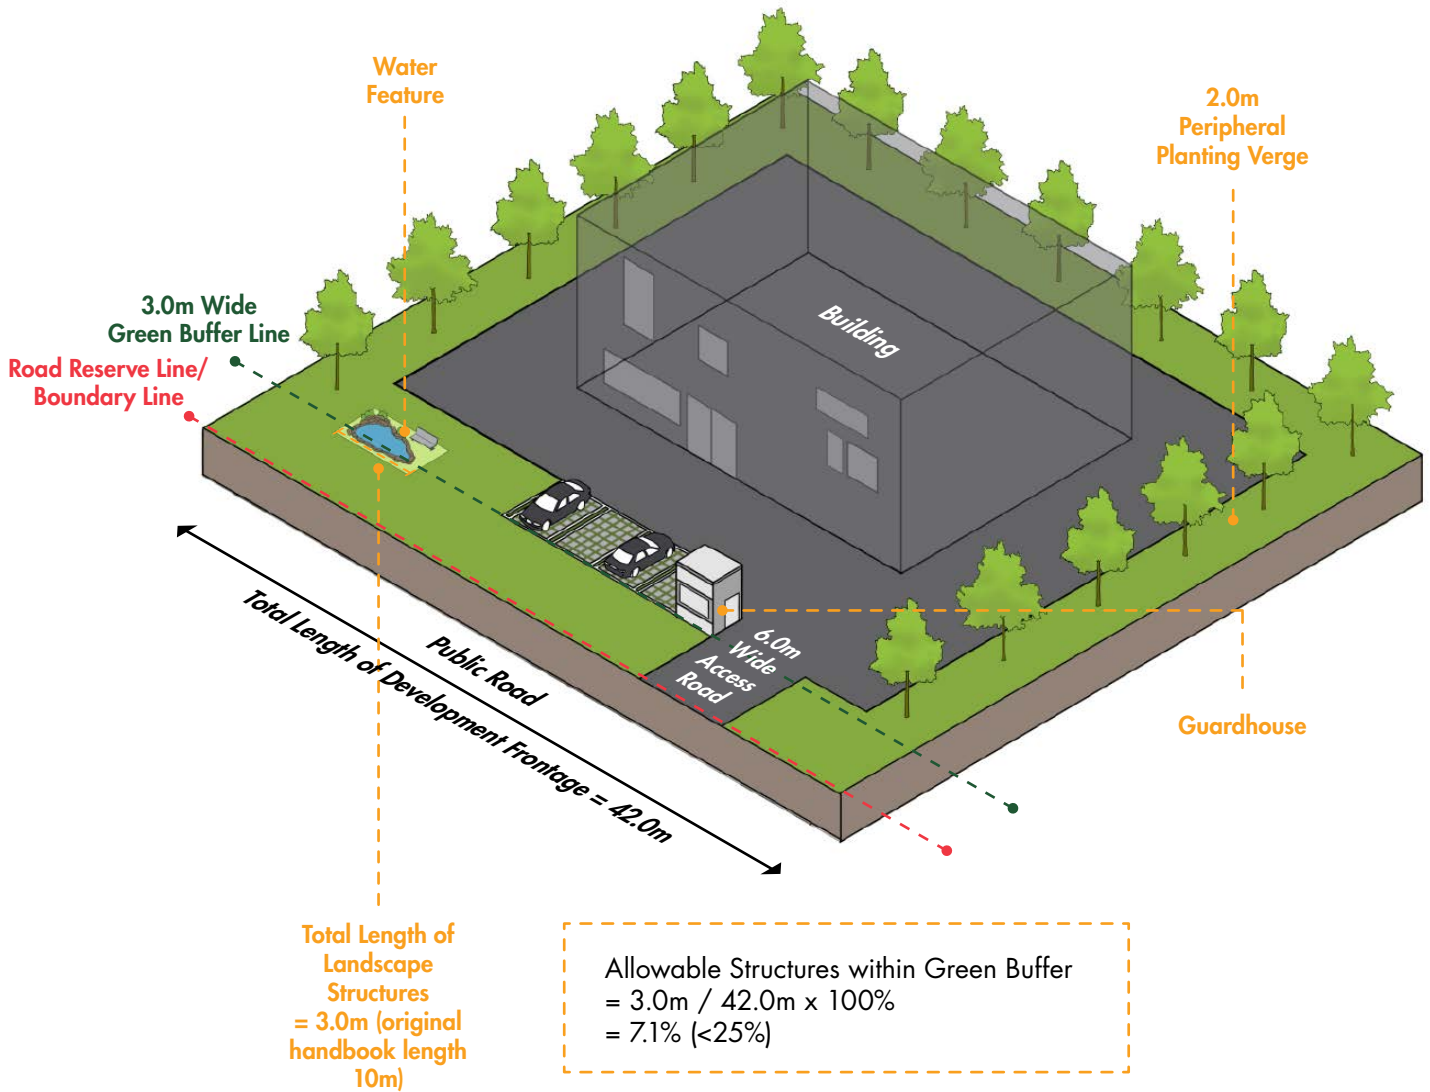 Water
Feature
2.0m
Peripheral
Planting Verge
3.0m Wide
Green Buffer Line
Road Reserve Line/
Boundary Line
Building
6.0m
Wide
Access
Road
Public Road
Total Length of Development Frontage = 42.0m
Guardhouse
Total Length of
Landscape
Structures
= 3.0m (original
handbook length
10m)
Allowable Structures within Green Buffer
= 3.0m / 42.0m x 100%
= 7.1% (<25%)